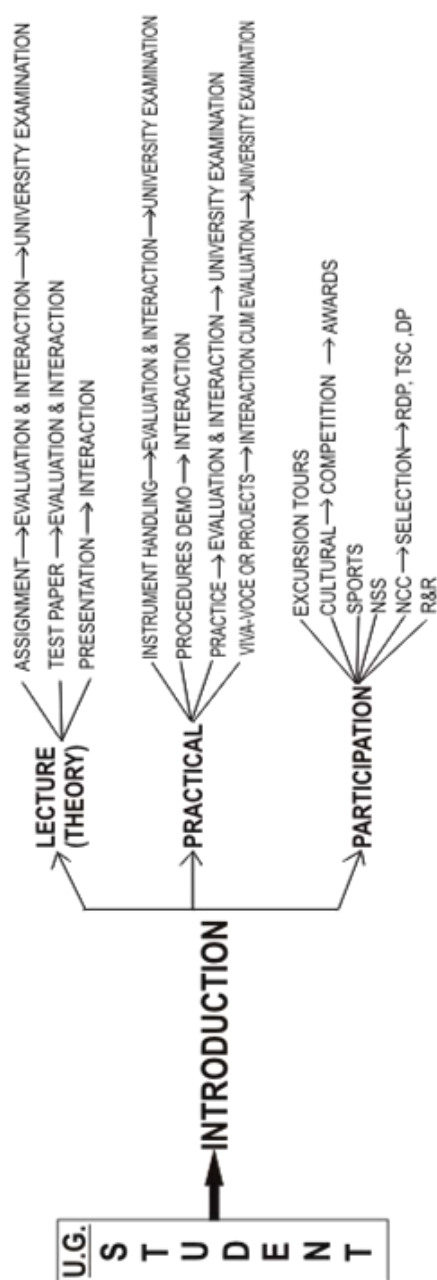 U.G.
STUDENT
INTRODUCTION
LECTURE
(THEORY)
ASSIGNMENT→EVALUATION & INTERACTION→UNIVERSITY EXAMINATION
TEST PAPER→EVALUATION & INTERACTION
PRESENTATION→INTERACTION
PRACTICAL
INSTRUMENT HANDLING→EVALUATION & INTERACTION→UNIVERSITY EXAMINATION
PROCEDURES DEMO→INTERACTION
PRACTICE→EVALUATION & INTERACTION→UNIVERSITY EXAMINATION
VIVA-VOCE OR PROJECTS→INTERACTION CUM EVALUATION→UNIVERSITY EXAMINATION
PARTICIPATION
EXCURSION TOURS
CULTURAL→COMPETITION →AWARDS
SPORTS
NSS
NCC→SELECTION→RDP, TSC ,DP
R&R